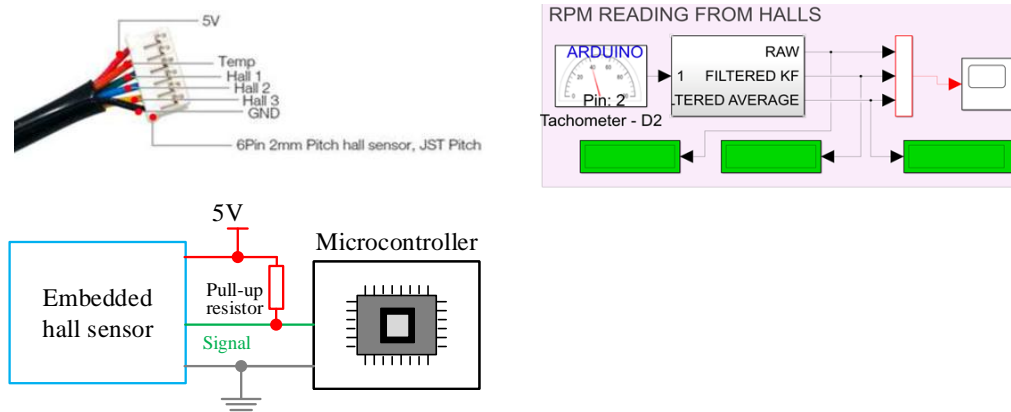 5V
Temp
Hall 1
Hall 2
Hall 3
GND
6Pin 2mm Pitch hall sensor, JST Pitch
RPM READING FROM HALLS
ARDUINO
Pin: 2
Tachometer - D2
1
RAW
FILTERED KF
LTERED AVERAGE
5V
Microcontroller
Embedded
hall sensor
Pull-up
resistor
Signal